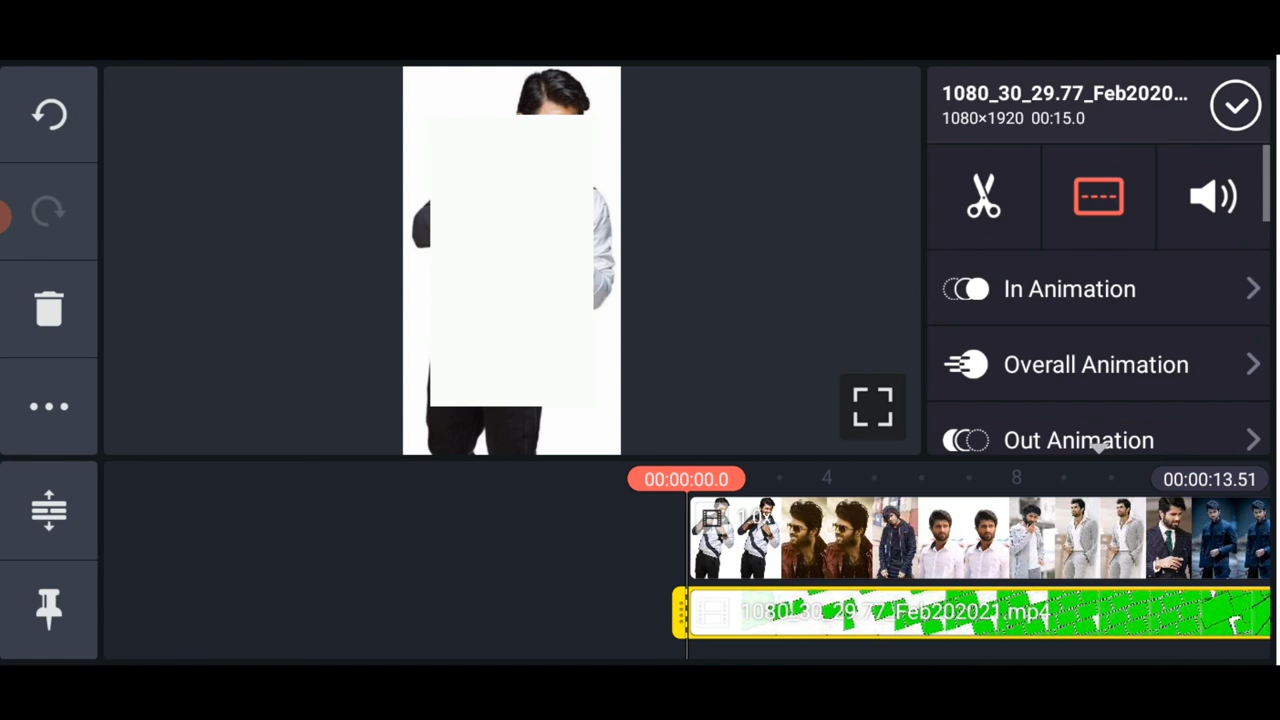 1080_30_29.77_Feb2020...
1080×1920 00:15.0
In Animation
Overall Animation
Out Animation
00:00:00.0
4
8
00:00:13.51
1080_30_29.77_Feb202021.mp4